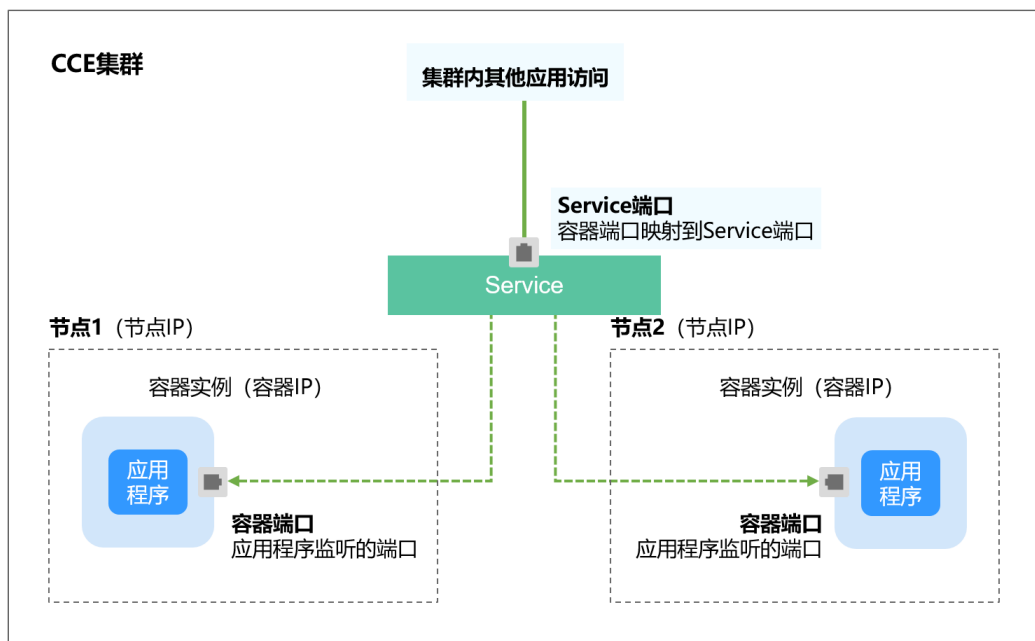 CCE集群
集群内其他应用访问
Service端口
容器端口映射到Service端口
Service
节点1（节点IP）
容器实例（容器IP）
应用
程序
容器端口
应用程序监听的端口
节点2（节点IP）
容器实例（容器IP）
应用
程序
容器端口
应用程序监听的端口